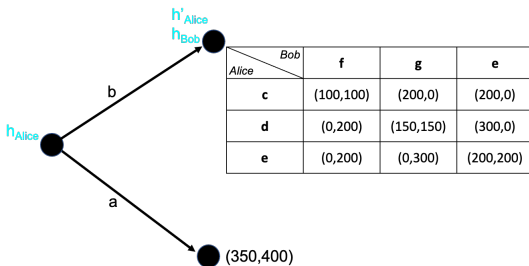 h'Alice
hBob
Bob
Alice
f
g
e
c
(100,100)
(200,0)
(200,0)
d
(0,200)
(150,150)
(300,0)
e
(0,200)
(0,300)
(200,200)
b
hAlice
a
(350,400)